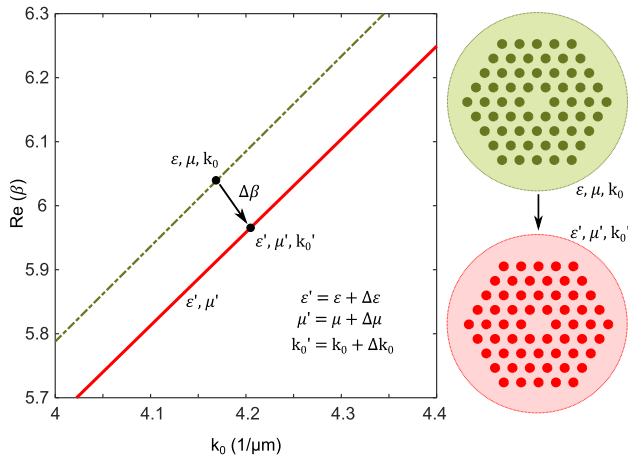 6.3
6.2
6.1
6
5.9
5.8
5.7
Re (β)
4
4.1
4.2
4.3
4.4
k₀ (1/µm)
ε, μ, k₀
Δβ
ε', μ', k₀'
ε', μ'
ε' = ε + Δε
μ' = μ + Δμ
k₀' = k₀ + Δk₀
ε, μ, k₀
ε', μ', k₀'